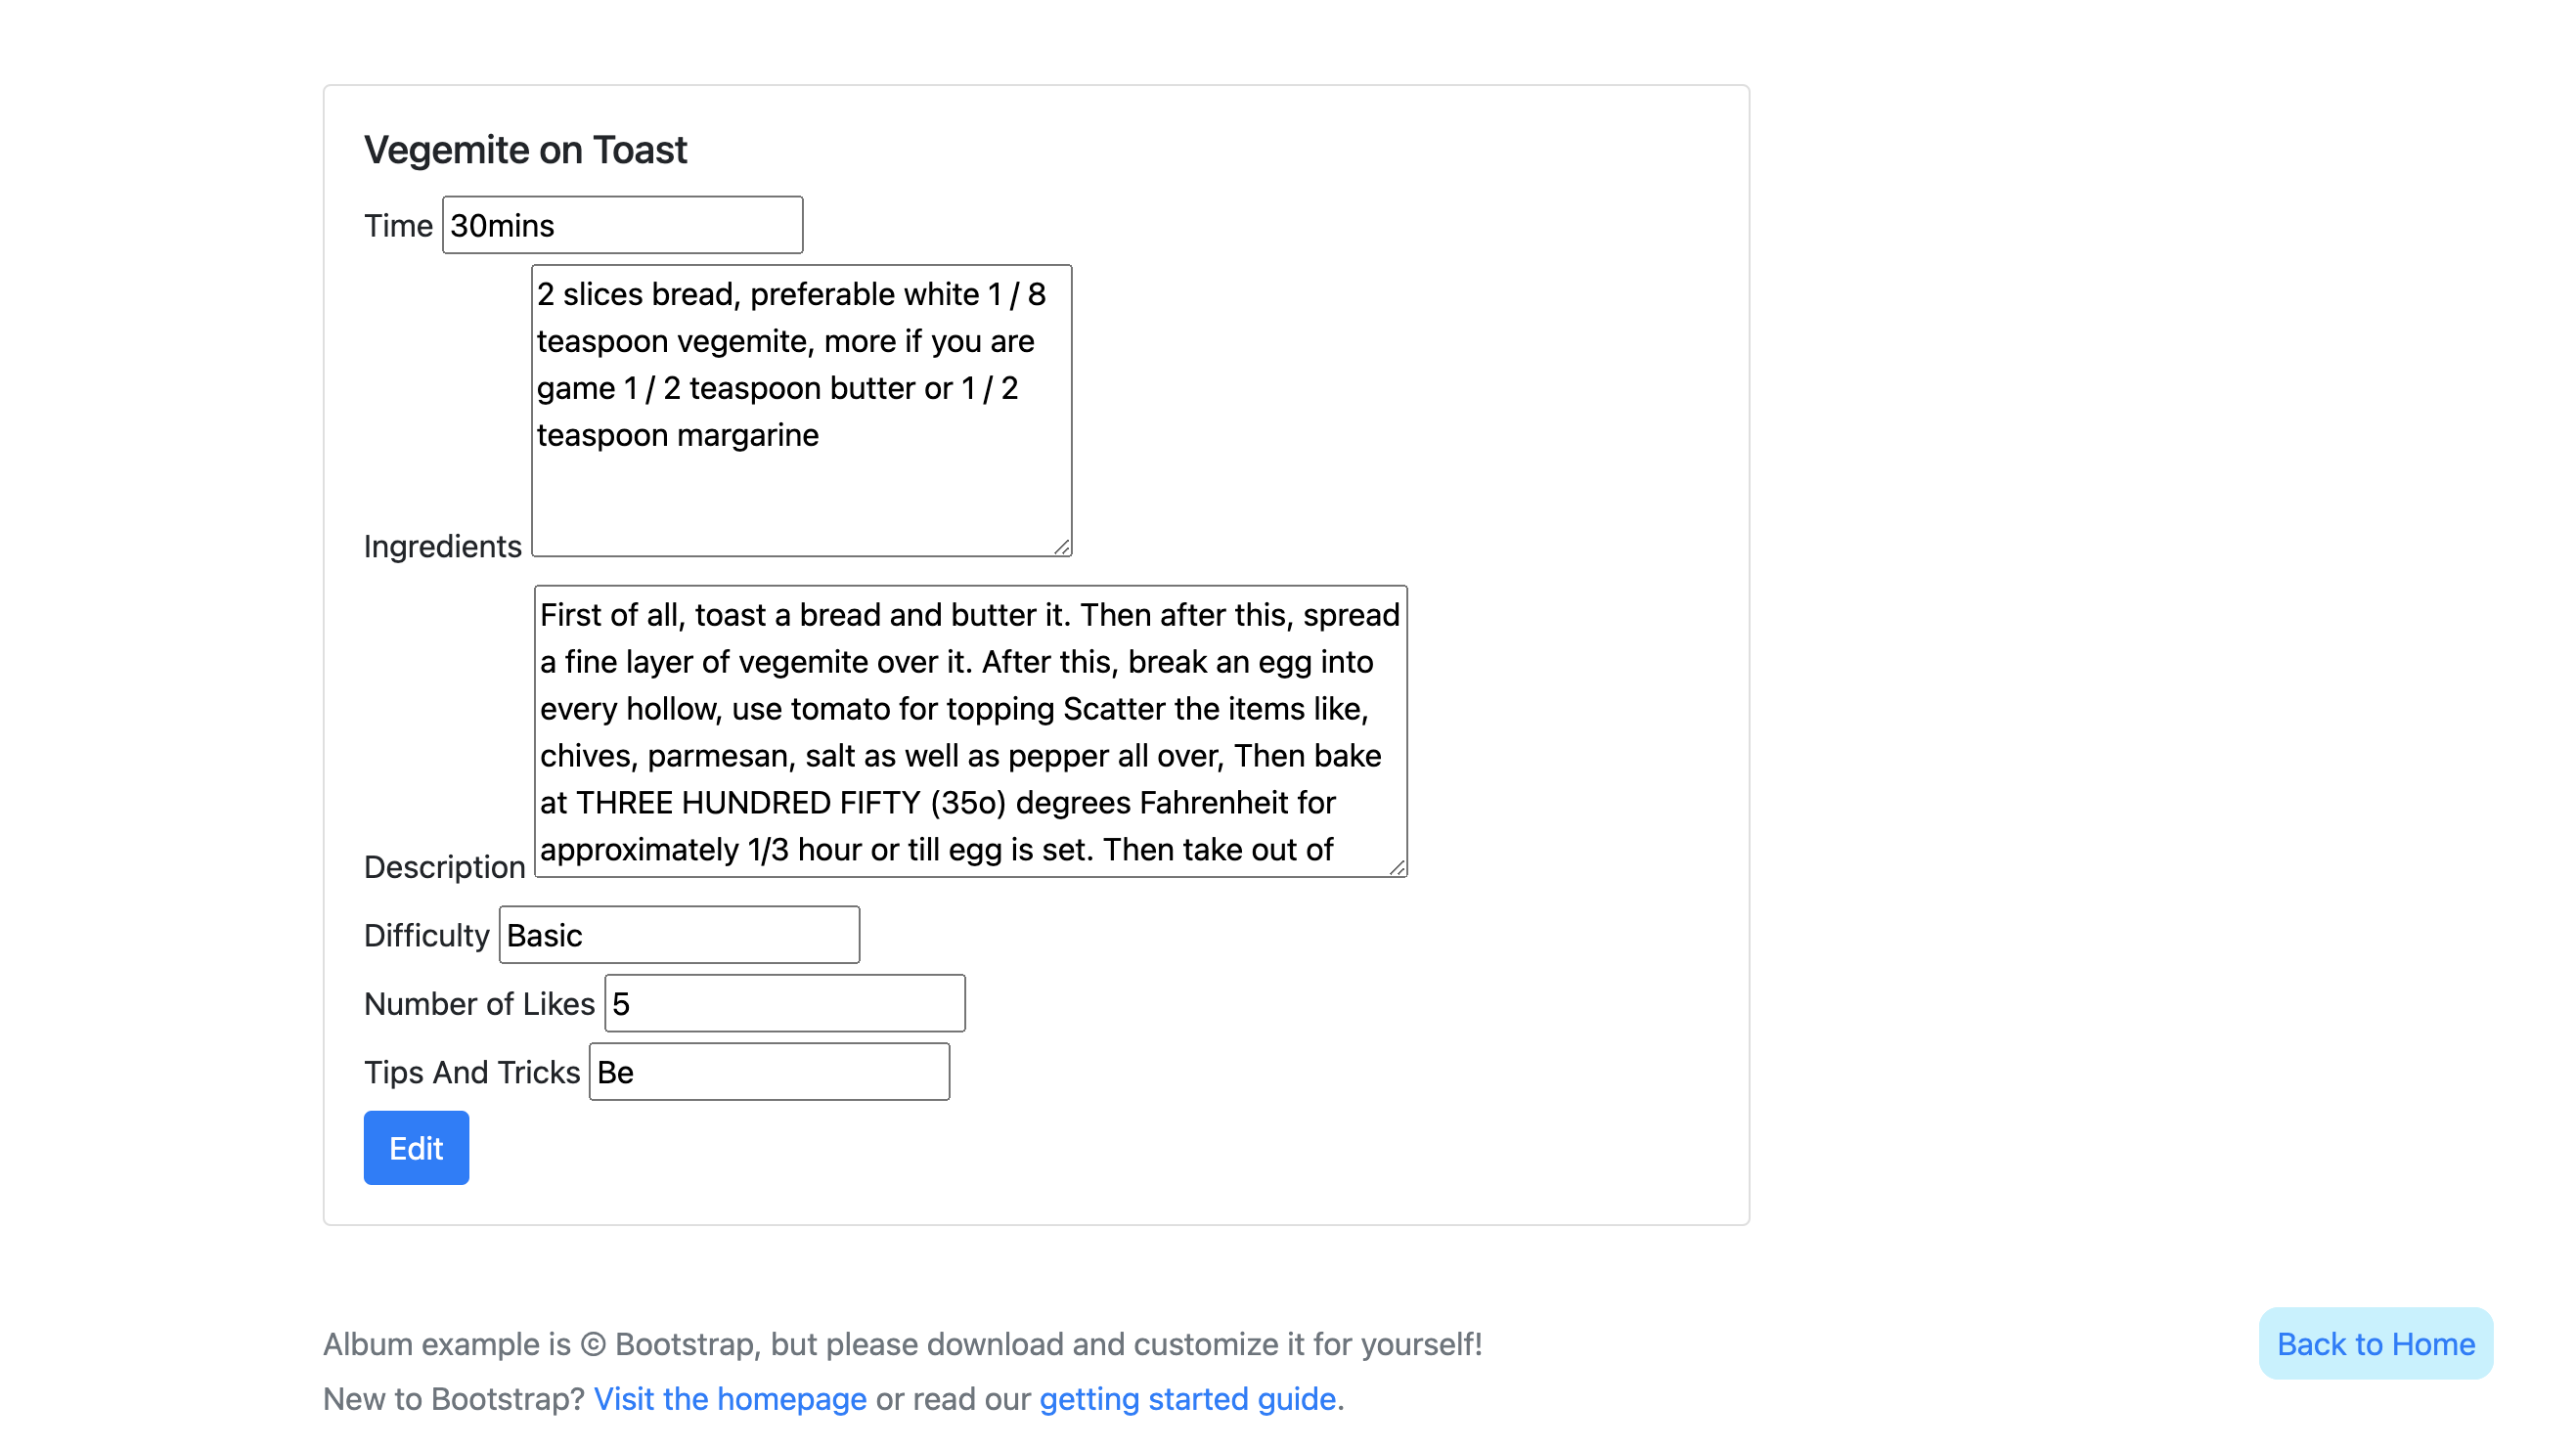 Vegemite on Toast
Time 30mins
2 slices bread, preferable white 1 / 8
teaspoon vegemite, more if you are
game 1 / 2 teaspoon butter or 1 / 2
teaspoon margarine
Ingredients
First of all, toast a bread and butter it. Then after this, spread
a fine layer of vegemite over it. After this, break an egg into
every hollow, use tomato for topping Scatter the items like,
chives, parmesan, salt as well as pepper all over, Then bake
at THREE HUNDRED FIFTY (35o) degrees Fahrenheit for
approximately 1/3 hour or till egg is set. Then take out of
Description
Difficulty Basic
Number of Likes 5
Tips And Tricks Be
Edit
Album example is © Bootstrap, but please download and customize it for yourself!
Back to Home
New to Bootstrap? Visit the homepage or read our getting started guide.